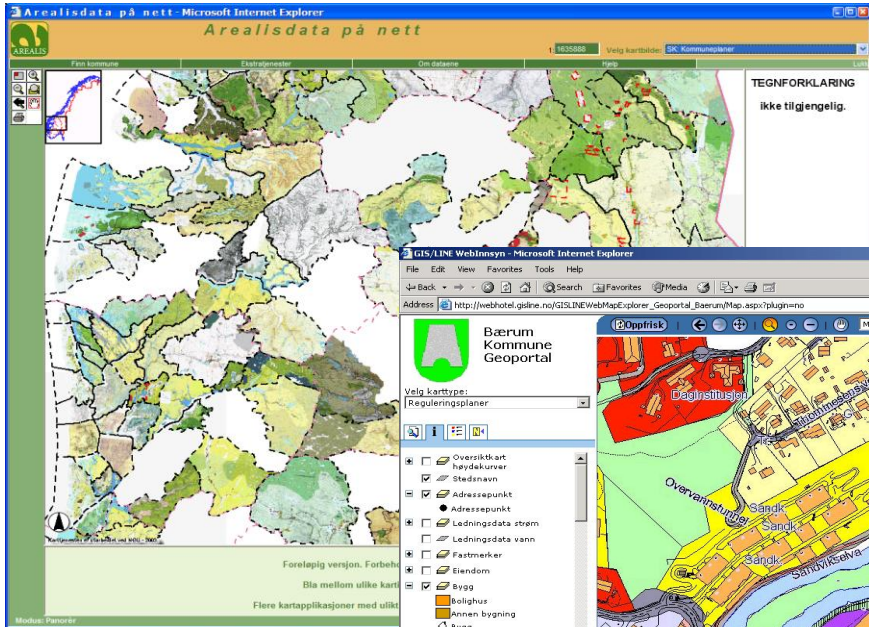 Arealisdata på nett - Microsoft Internet Explorer
AREALIS
Arealisdata på nett
1: 1635888 Velg kartbilde: SK: Kommuneplaner
Finn kommune Ekstratjenester Om dataene Hjelp Lukk
TEGNFORKLARING
ikke tilgjengelig.
Foreløpig versjon. Forbeho
Bla mellom ulike karti
Flere kartapplikasjoner med ulikt
Modus: Panorér
GIS/LINE WebInnsyn - Microsoft Internet Explorer
File Edit View Favorites Tools Help
Back Search Favorites Media
Address http://webhotel.gisline.no/GISLINEWebMapExplorer_Geoportal_Baerum/Map.aspx?plugin=no
Bærum
Kommune
Geoportal
Oppfrisk
Velg karttype:
Reguleringsplaner
Oversiktkart
høydekurver
Stedsnavn
Adressepunkt
Adressepunkt
Ledningsdata strøm
Ledningsdata vann
Fastmerker
Eiendom
Bygg
Bolighus
Annen bygning
Daginstitusjon
Overvannstunnel
Sandk.
Sandk.
Sandk.
Sandvikselva